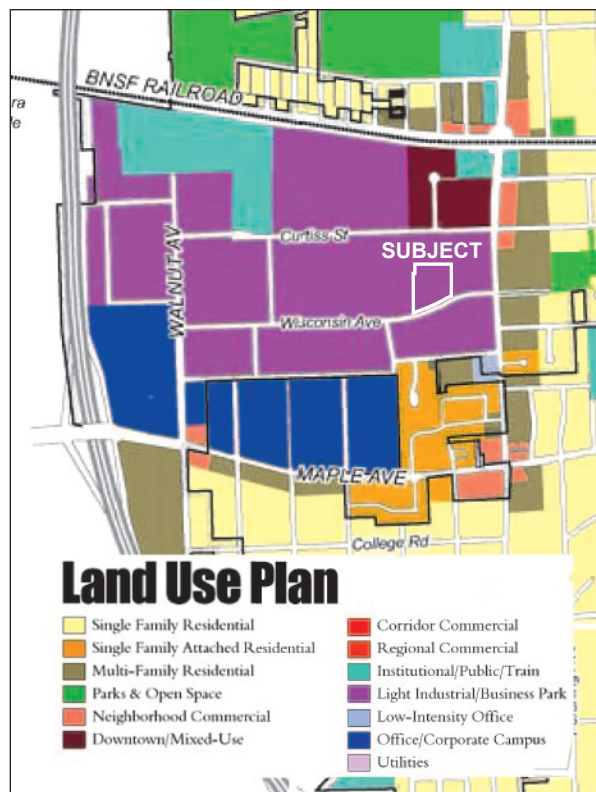 BNSF RAILROAD
ra
le
Curtiss St
SUBJECT
WALNUT AV
Wisconsin Ave
MAPLE AVE
College Rd
Land Use Plan
Single Family Residential
Single Family Attached Residential
Multi-Family Residential
Parks & Open Space
Neighborhood Commercial
Downtown/Mixed-Use
Corridor Commercial
Regional Commercial
Institutional/Public/Train
Light Industrial/Business Park
Low-Intensity Office
Office/Corporate Campus
Utilities